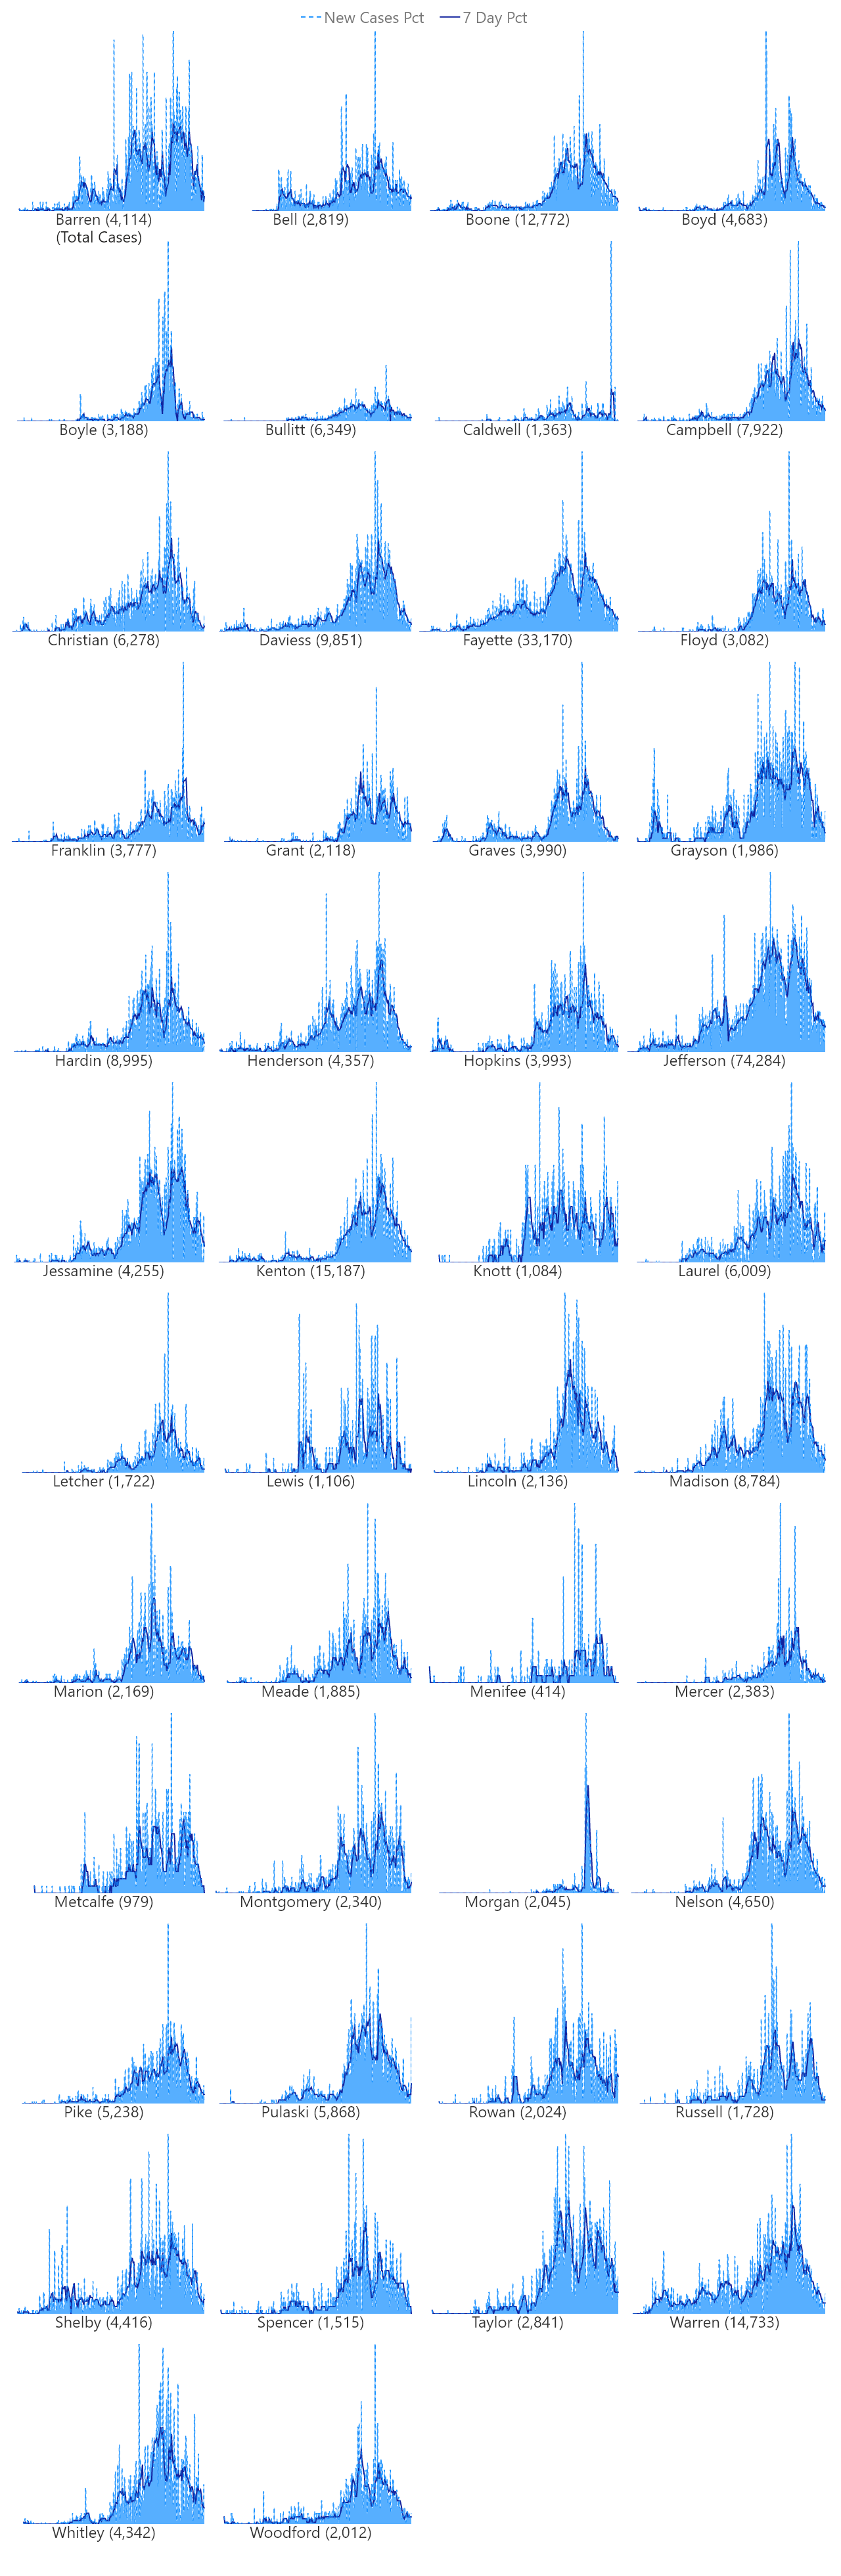 New Cases Pct 7 Day Pct
Barren (4,114) Bell (2,819) Boone (12,772) Boyd (4,683)
(Total Cases)
Boyle (3,188) Bullitt (6,349) Caldwell (1,363) Campbell (7,922)
Christian (6,278) Daviess (9,851) Fayette (33,170) Floyd (3,082)
Franklin (3,777) Grant (2,118) Graves (3,990) Grayson (1,986)
Hardin (8,995) Henderson (4,357) Hopkins (3,993) Jefferson (74,284)
Jessamine (4,255) Kenton (15,187) Knott (1,084) Laurel (6,009)
Letcher (1,722) Lewis (1,106) Lincoln (2,136) Madison (8,784)
Marion (2,169) Meade (1,885) Menifee (414) Mercer (2,383)
Metcalfe (979) Montgomery (2,340) Morgan (2,045) Nelson (4,650)
Pike (5,238) Pulaski (5,868) Rowan (2,024) Russell (1,728)
Shelby (4,416) Spencer (1,515) Taylor (2,841) Warren (14,733)
Whitley (4,342) Woodford (2,012)